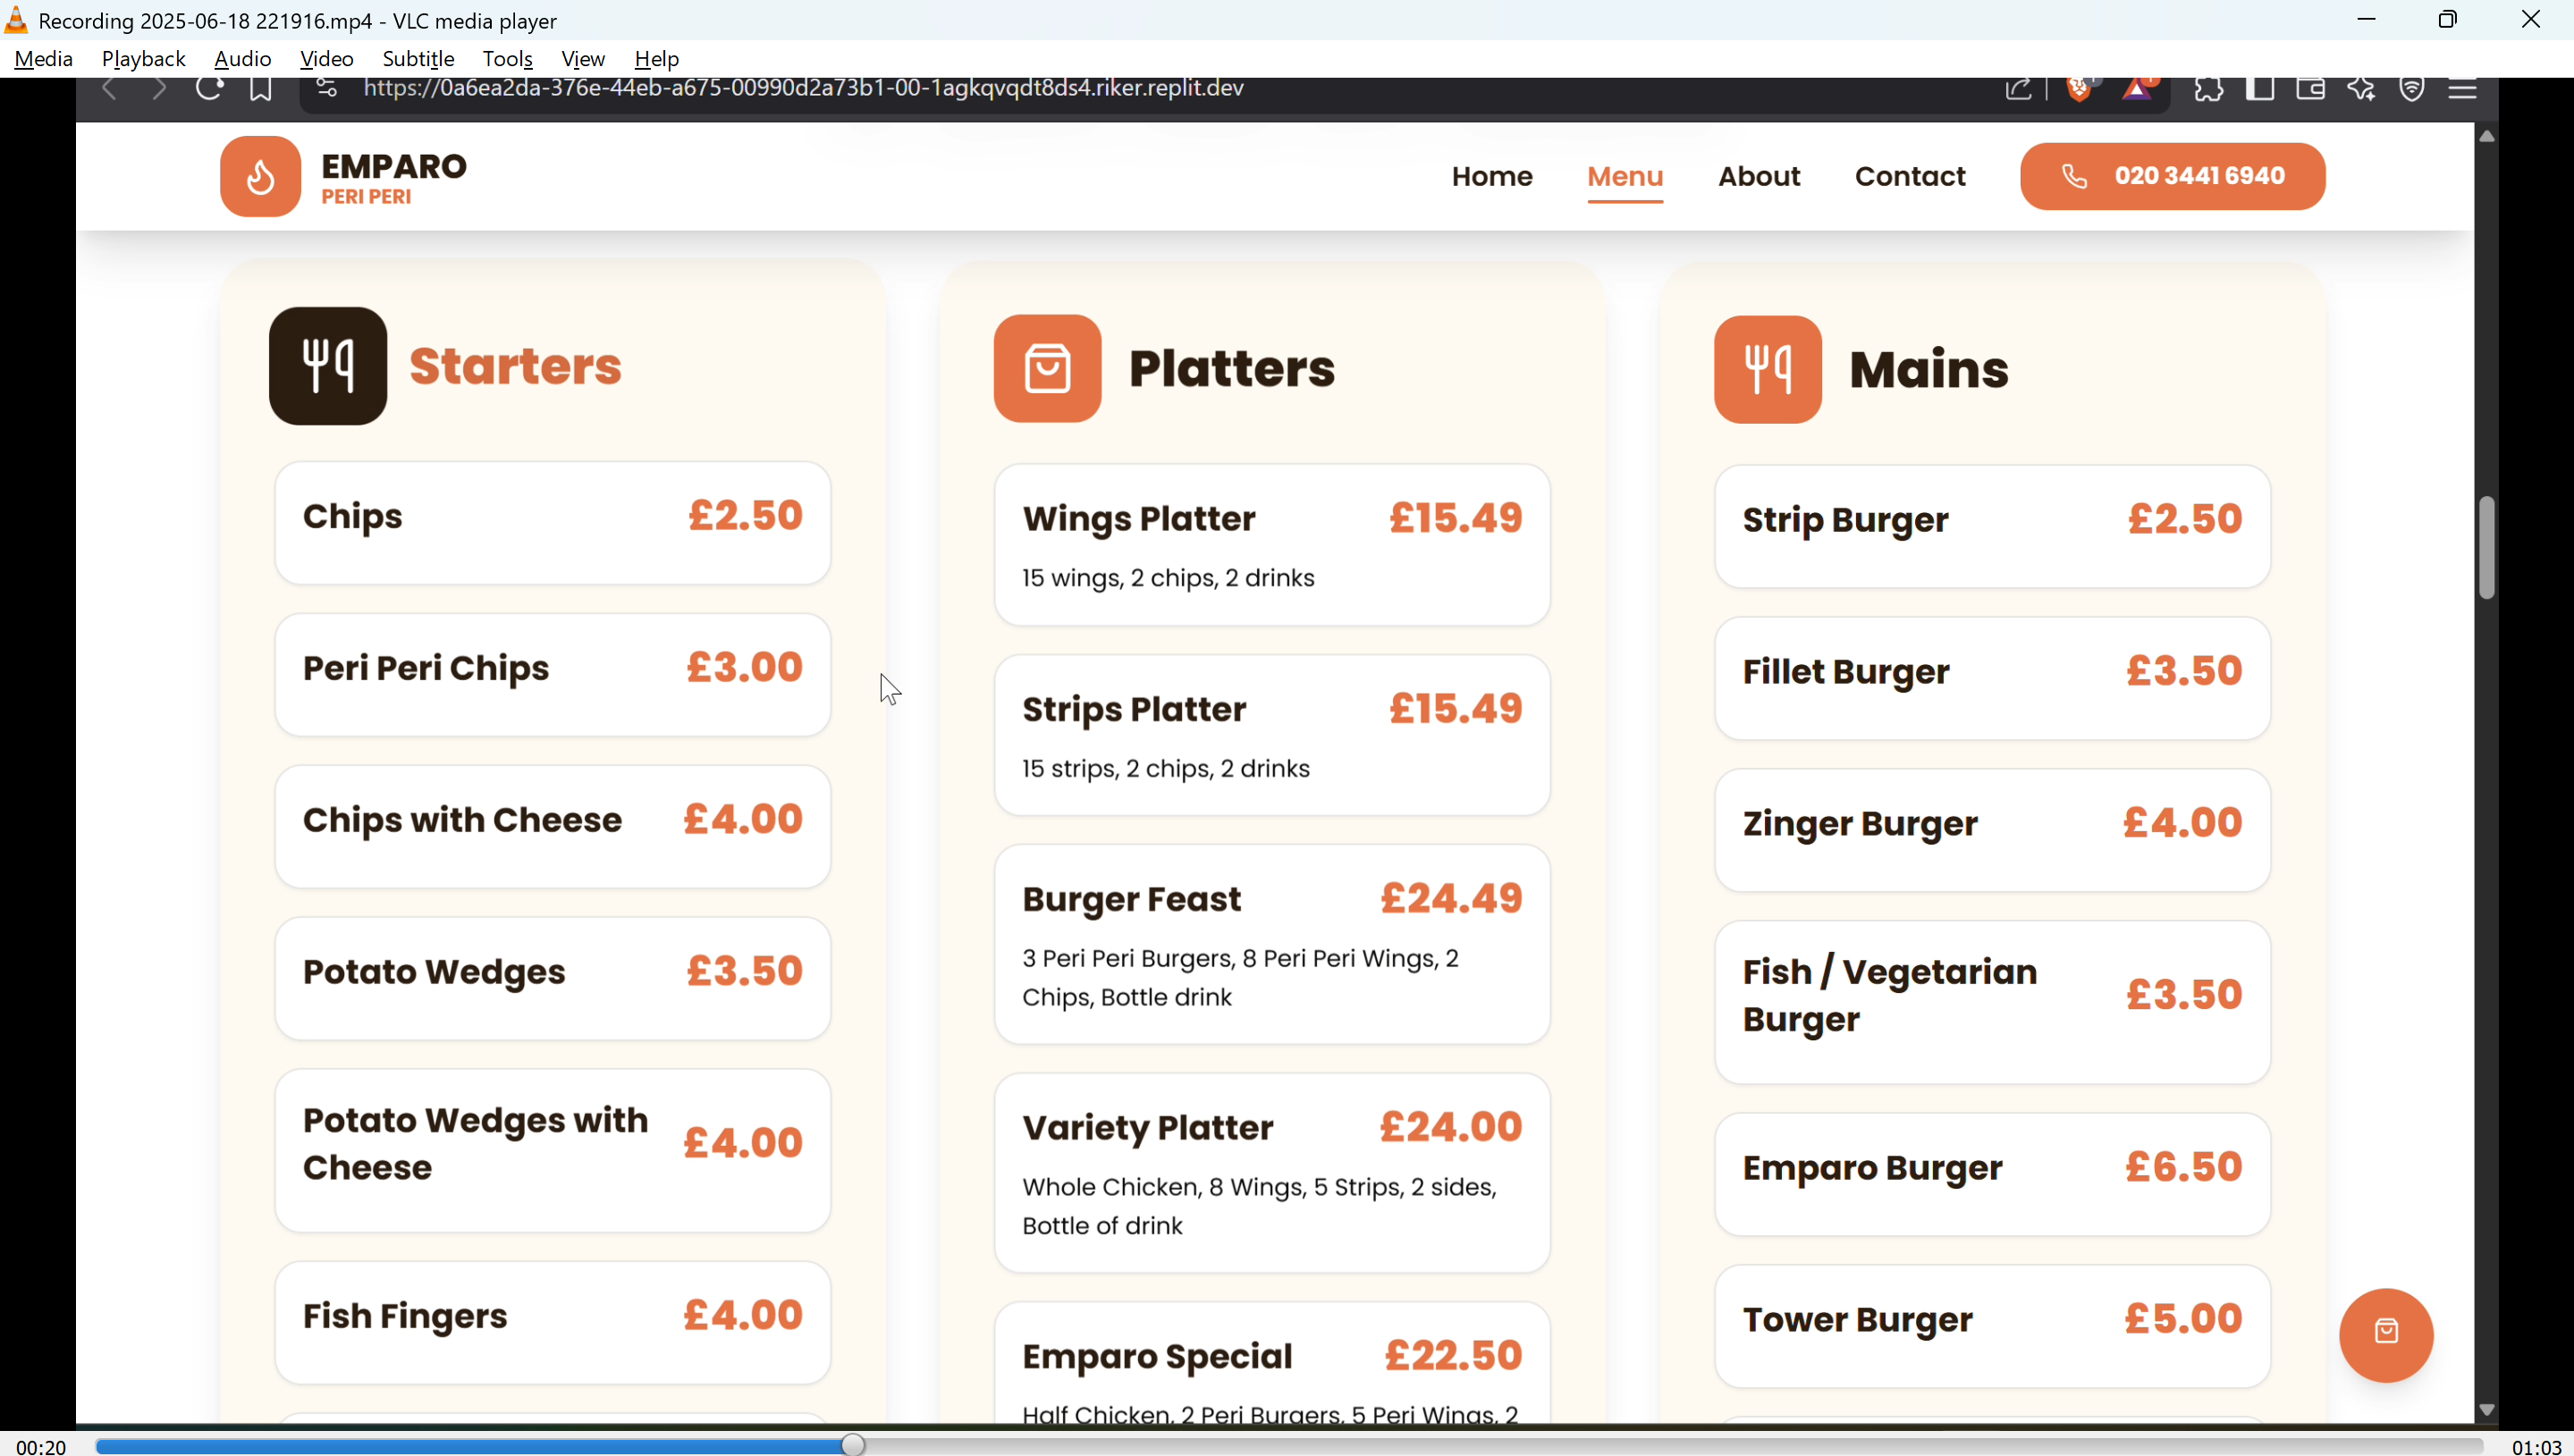 Recording 2025-06-18 221916.mp4 - VLC media player
Media Playback Audio Video Subtitle Tools View Help
https://0a6ea2da-376e-44eb-a675-00990d2a73b1-00-1agkqvqdt8ds4.riker.replit.dev
EMPARO
PERI PERI
Home Menu About Contact 020 3441 6940
Starters
Chips £2.50
Peri Peri Chips £3.00
Chips with Cheese £4.00
Potato Wedges £3.50
Potato Wedges with
Cheese
£4.00
Fish Fingers £4.00
Platters
Wings Platter £15.49
15 wings, 2 chips, 2 drinks
Strips Platter £15.49
15 strips, 2 chips, 2 drinks
Burger Feast £24.49
3 Peri Peri Burgers, 8 Peri Peri Wings, 2
Chips, Bottle drink
Variety Platter £24.00
Whole Chicken, 8 Wings, 5 Strips, 2 sides,
Bottle of drink
Emparo Special £22.50
Half Chicken, 2 Peri Burgers, 5 Peri Wings, 2
Mains
Strip Burger £2.50
Fillet Burger £3.50
Zinger Burger £4.00
Fish / Vegetarian
Burger
£3.50
Emparo Burger £6.50
Tower Burger £5.00
00:20 01:03